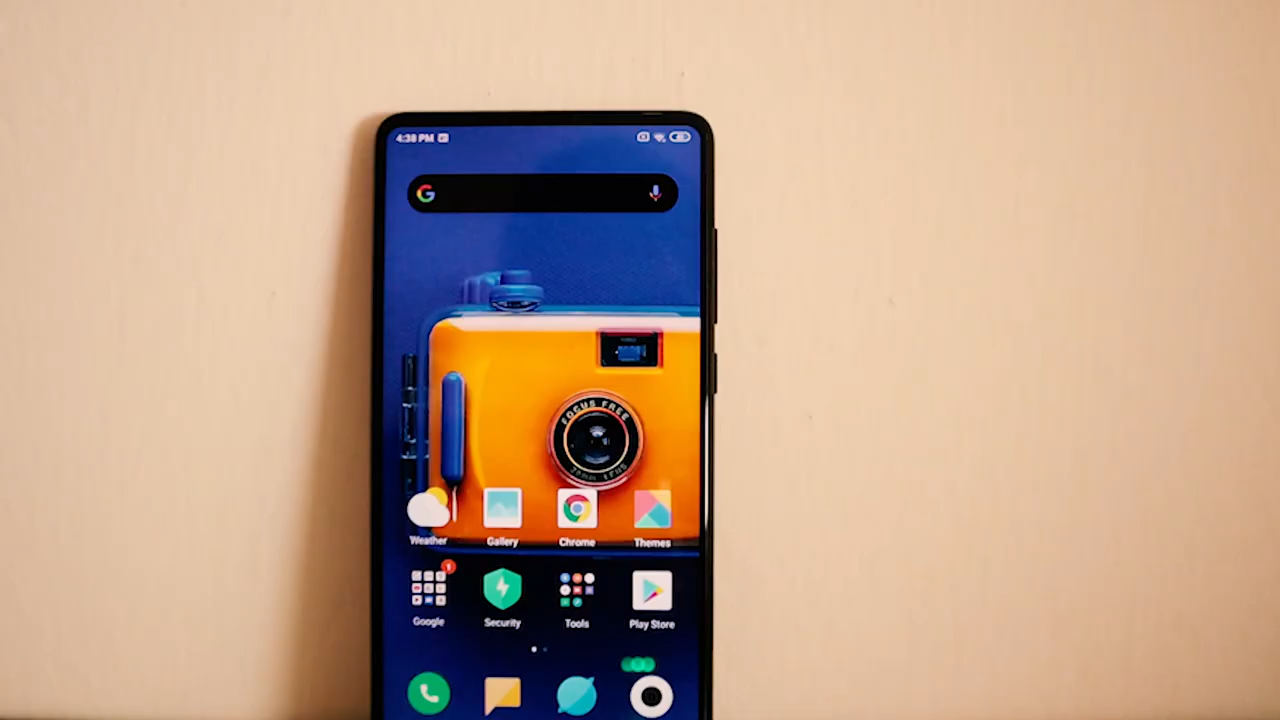 4:38 PM
FOCUS FREE
Weather
Gallery
Chrome
Themes
Google
Security
Tools
Play Store